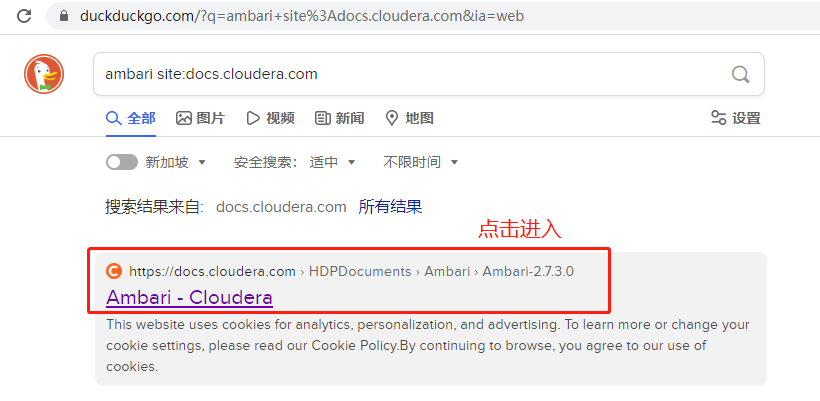 duckduckgo.com/?q=ambari+site%3Adocs.cloudera.com&ia=web
ambari site:docs.cloudera.com
全部 图片 视频 新闻 地图 设置
新加坡 安全搜索: 适中 不限时间
搜索结果来自: docs.cloudera.com 所有结果
点击进入
https://docs.cloudera.com › HDPDocuments › Ambari › Ambari-2.7.3.0
Ambari - Cloudera
This website uses cookies for analytics, personalization, and advertising. To learn more or change your
cookie settings, please read our Cookie Policy.By continuing to browse, you agree to our use of
cookies.